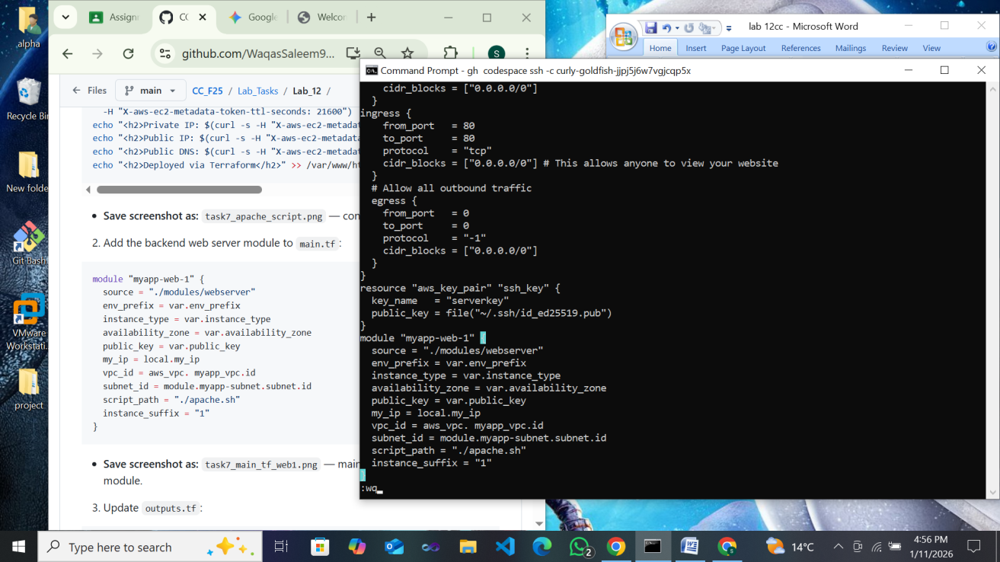 alpha
Recycle Bin
New folde
Git Bash
VMware
Workstati...
project
Assign
CC
Google
Welcor
github.com/WaqasSaleem9...
S
Files
main
CC_F25 / Lab_Tasks / Lab_12 /
-H "X-aws-ec2-metadata-token-ttl-seconds: 21600")
echo "<h2>Private IP: $(curl -s -H "X-aws-ec2-metada
echo "<h2>Public IP: $(curl -s -H "X-aws-ec2-metadat
echo "<h2>Public DNS: $(curl -s -H "X-aws-ec2-metada
echo "<h2>Deployed via Terraform</h2>" >> /var/www/ht
• Save screenshot as: task7_apache_script.png — con
2. Add the backend web server module to main.tf:
module "myapp-web-1" {
source = "./modules/webserver"
env_prefix = var.env_prefix
instance_type = var.instance_type
availability_zone = var.availability_zone
public_key = var.public_key
my_ip = local.my_ip
vpc_id = aws_vpc. myapp_vpc.id
subnet_id = module.myapp-subnet.subnet.id
script_path = "./apache.sh"
instance_suffix = "1"
}
• Save screenshot as: task7_main_tf_web1.png — main
module.
3. Update outputs.tf:
lab 12cc - Microsoft Word
Home Insert Page Layout References Mailings Review View
Command Prompt - gh codespace ssh -c curly-goldfish-jjpj5j6w7vgjcqp5x
cidr_blocks = ["0.0.0.0/0"]
}
ingress {
from_port = 80
to_port = 80
protocol = "tcp"
cidr_blocks = ["0.0.0.0/0"] # This allows anyone to view your website
}
# Allow all outbound traffic
egress {
from_port = 0
to_port = 0
protocol = "-1"
cidr_blocks = ["0.0.0.0/0"]
}
}
resource "aws_key_pair" "ssh_key" {
key_name = "serverkey"
public_key = file("~/.ssh/id_ed25519.pub")
}
module "myapp-web-1" {
source = "./modules/webserver"
env_prefix = var.env_prefix
instance_type = var.instance_type
availability_zone = var.availability_zone
public_key = var.public_key
my_ip = local.my_ip
vpc_id = aws_vpc. myapp_vpc.id
subnet_id = module.myapp-subnet.subnet.id
script_path = "./apache.sh"
instance_suffix = "1"
}
:wq
Type here to search
2
14°C
4:56 PM
1/11/2026